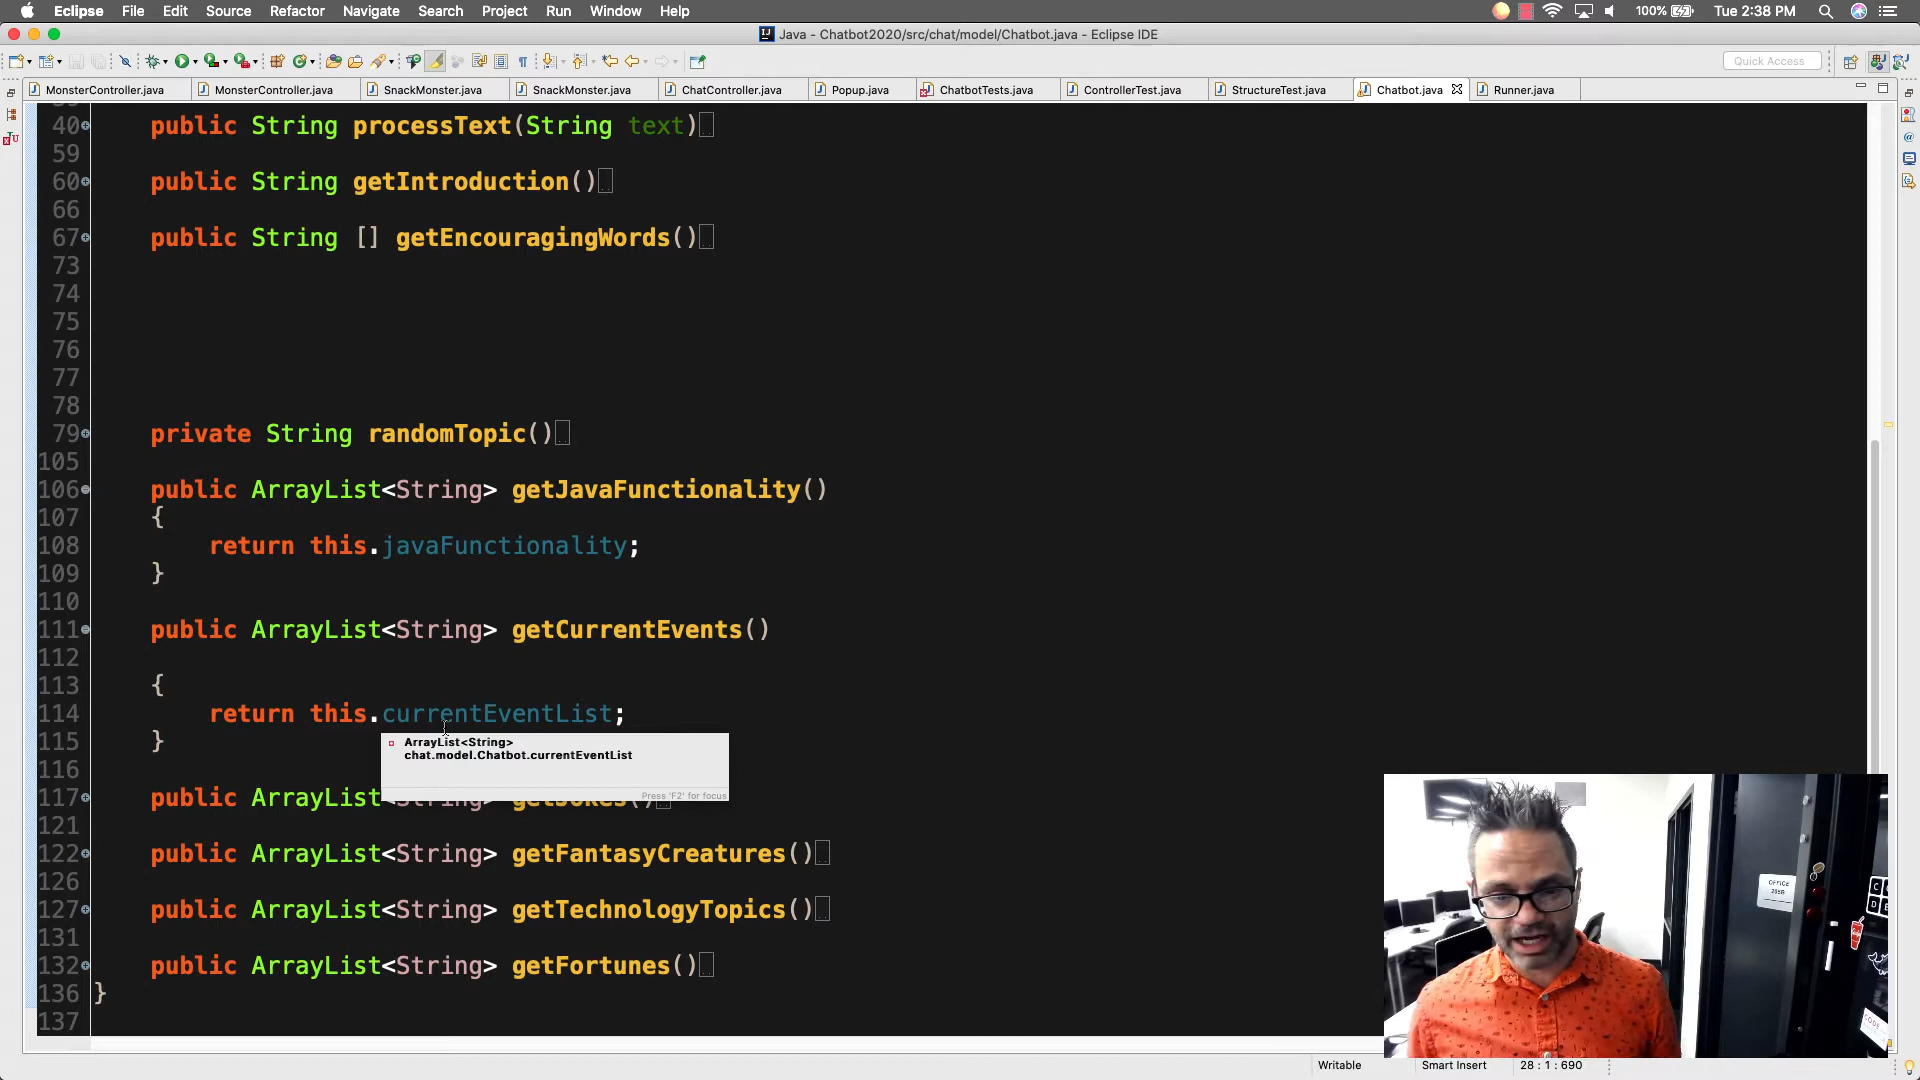 Eclipse File Edit Source Refactor Navigate Search Project Run Window Help 100% Tue 2:38 PM
Java - Chatbot2020/src/chat/model/Chatbot.java - Eclipse IDE
Quick Access
MonsterController.java MonsterController.java SnackMonster.java SnackMonster.java ChatController.java Popup.java ChatbotTests.java ControllerTest.java StructureTest.java Chatbot.java Runner.java
40 public String processText(String text)
59
60 public String getIntroduction()
66
67 public String [] getEncouragingWords()
73
74
75
76
77
78
79 private String randomTopic()
105
106 public ArrayList<String> getJavaFunctionality()
107 {
108 return this.javaFunctionality;
109 }
110
111 public ArrayList<String> getCurrentEvents()
112
113 {
114 return this.currentEventList;
115 }
ArrayList<String>
chat.model.Chatbot.currentEventList
Press 'F2' for focus
116
117 public ArrayList<String> getJokes()
121
122 public ArrayList<String> getFantasyCreatures()
126
127 public ArrayList<String> getTechnologyTopics()
131
132 public ArrayList<String> getFortunes()
136 }
137
OFFICE
Writable Smart Insert 28 : 1 : 690